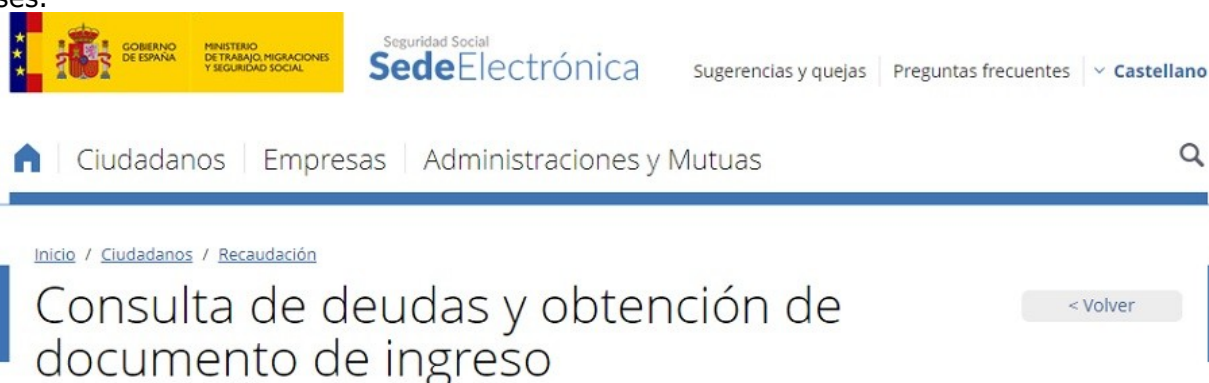 GOBIERNO DE ESPAÑA
MINISTERIO DE TRABAJO, MIGRACIONES Y SEGURIDAD SOCIAL
Seguridad Social
SedeElectrónica
Sugerencias y quejas
Preguntas frecuentes
Castellano
Ciudadanos
Empresas
Administraciones y Mutuas
Inicio / Ciudadanos / Recaudación
Consulta de deudas y obtención de
documento de ingreso
< Volver